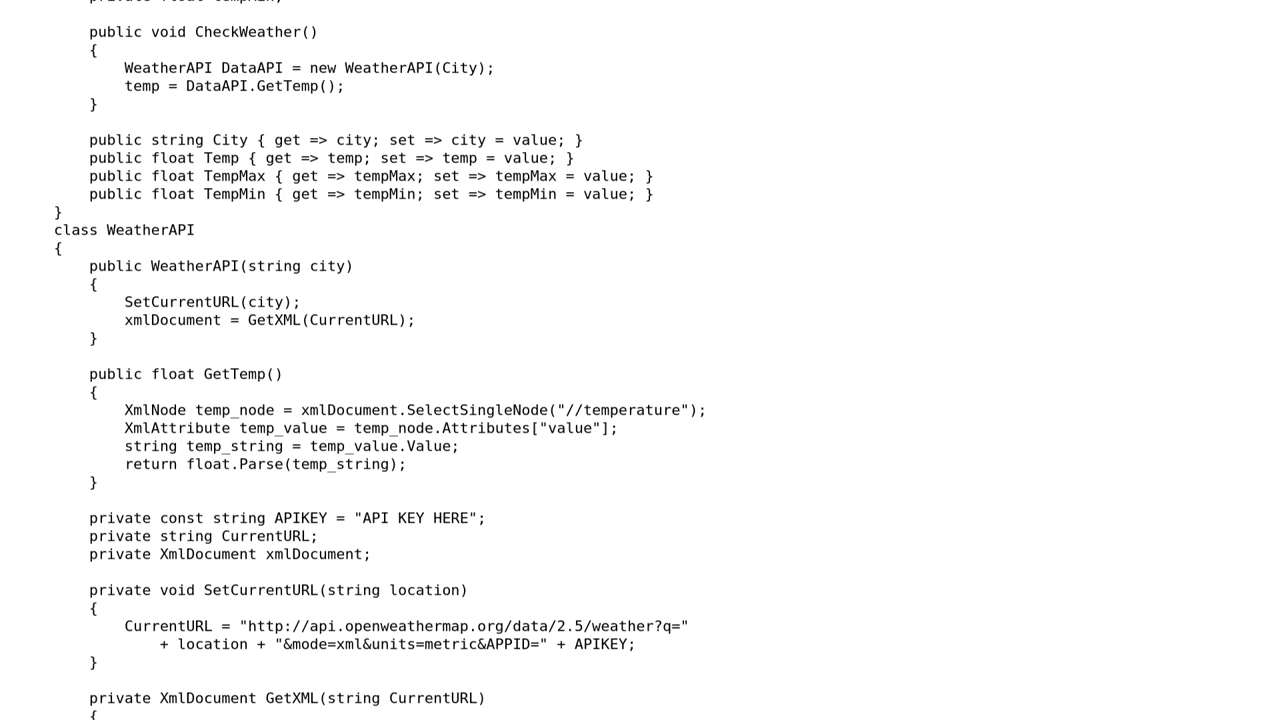 private float tempMin;
public void CheckWeather()
{
WeatherAPI DataAPI = new WeatherAPI(City);
temp = DataAPI.GetTemp();
}
public string City { get => city; set => city = value; }
public float Temp { get => temp; set => temp = value; }
public float TempMax { get => tempMax; set => tempMax = value; }
public float TempMin { get => tempMin; set => tempMin = value; }
}
class WeatherAPI
{
public WeatherAPI(string city)
{
SetCurrentURL(city);
xmlDocument = GetXML(CurrentURL);
}
public float GetTemp()
{
XmlNode temp_node = xmlDocument.SelectSingleNode("//temperature");
XmlAttribute temp_value = temp_node.Attributes["value"];
string temp_string = temp_value.Value;
return float.Parse(temp_string);
}
private const string APIKEY = "API KEY HERE";
private string CurrentURL;
private XmlDocument xmlDocument;
private void SetCurrentURL(string location)
{
CurrentURL = "http://api.openweathermap.org/data/2.5/weather?q="
+ location + "&mode=xml&units=metric&APPID=" + APIKEY;
}
private XmlDocument GetXML(string CurrentURL)
{